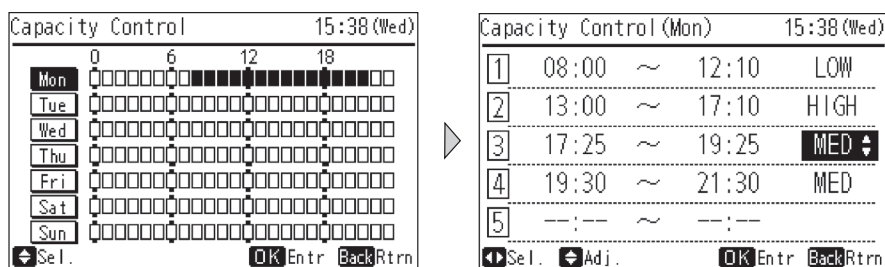 Capacity Control 15:38(Wed)
0 6 12 18
Mon
Tue
Wed
Thu
Fri
Sat
Sun
Sel. OK Entr Back Rtrn
Capacity Control(Mon) 15:38(Wed)
1 08:00 ~ 12:10 LOW
2 13:00 ~ 17:10 HIGH
3 17:25 ~ 19:25 MED
4 19:30 ~ 21:30 MED
5 --:-- ~ --:--
Sel. Adj. OK Entr Back Rtrn